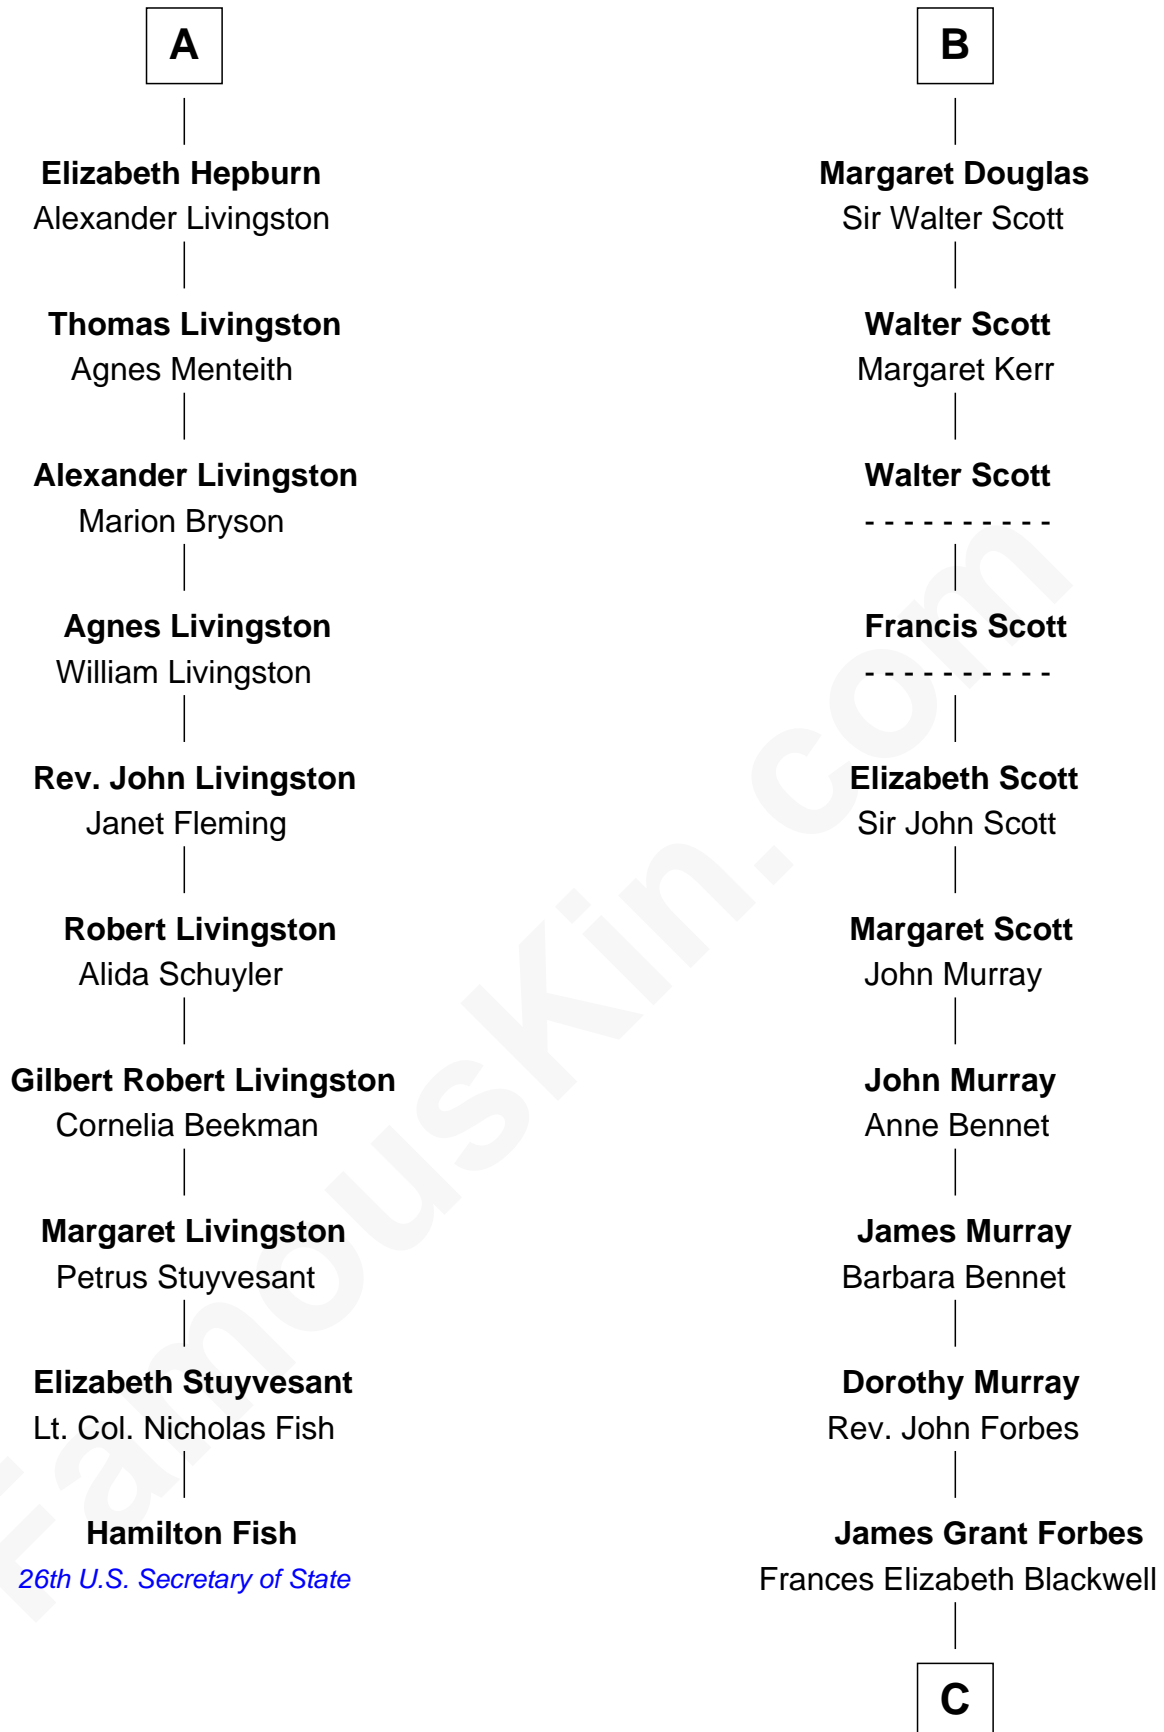 A
Elizabeth Hepburn
Alexander Livingston
Thomas Livingston
Agnes Menteith
Alexander Livingston
Marion Bryson
Agnes Livingston
William Livingston
Rev. John Livingston
Janet Fleming
Robert Livingston
Alida Schuyler
Gilbert Robert Livingston
Cornelia Beekman
Margaret Livingston
Petrus Stuyvesant
Elizabeth Stuyvesant
Lt. Col. Nicholas Fish
Hamilton Fish
26th U.S. Secretary of State
B
Margaret Douglas
Sir Walter Scott
Walter Scott
Margaret Kerr
Walter Scott
- - - - - - - - - -
Francis Scott
- - - - - - - - - -
Elizabeth Scott
Sir John Scott
Margaret Scott
John Murray
John Murray
Anne Bennet
James Murray
Barbara Bennet
Dorothy Murray
Rev. John Forbes
James Grant Forbes
Frances Elizabeth Blackwell
C
FamousKin.com